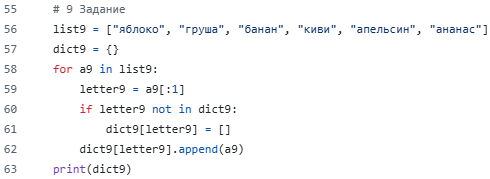 55 # 9 Задание
56 list9 = ["яблоко", "груша", "банан", "киви", "апельсин", "ананас"]
57 dict9 = {}
58 for a9 in list9:
59     letter9 = a9[:1]
60     if letter9 not in dict9:
61         dict9[letter9] = []
62     dict9[letter9].append(a9)
63 print(dict9)